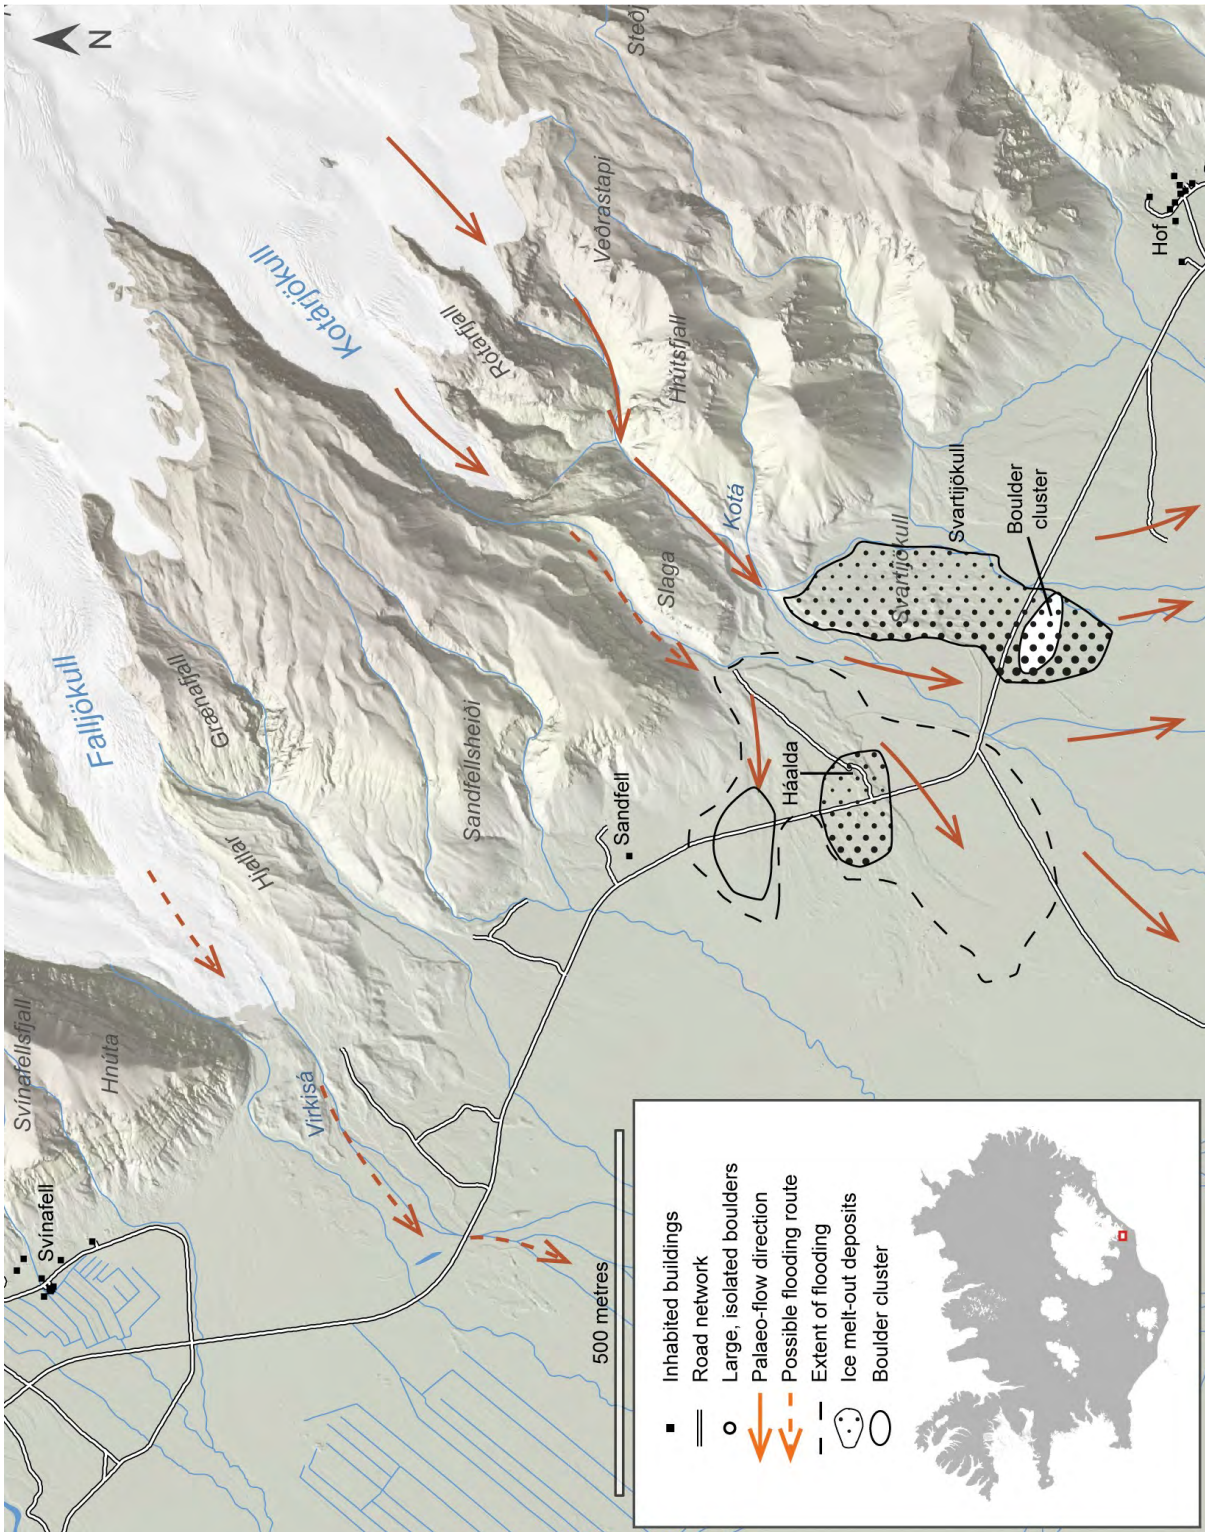 N
Steðj
Svínafellsfjall
Hnúta
Svínafell
Falljökull
Kotárjökull
Rótarfjall
Veðrastapi
Grænafjall
Hjallar
Hrútsfjall
Sandfellsheiði
Slaga
Kotá
Virkisá
Sandfell
Háalda
Svartijökull
Svartijökull
Boulder
cluster
Hof
500 metres
Inhabited buildings
Road network
Large, isolated boulders
Palaeo-flow direction
Possible flooding route
Extent of flooding
Ice melt-out deposits
Boulder cluster